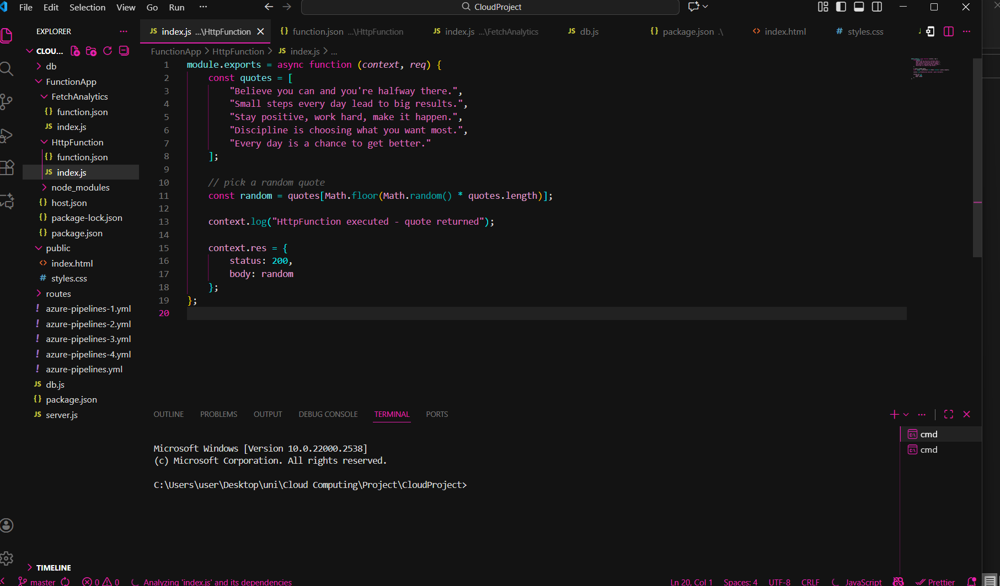 File Edit Selection View Go Run ··· CloudProject
EXPLORER ···
CLOU...
db
FunctionApp
FetchAnalytics
{} function.json
JS index.js
HttpFunction
{} function.json
JS index.js
node_modules
{} host.json
{} package-lock.json
{} package.json
public
<> index.html
# styles.css
routes
! azure-pipelines-1.yml
! azure-pipelines-2.yml
! azure-pipelines-3.yml
! azure-pipelines-4.yml
! azure-pipelines.yml
JS db.js
{} package.json
JS server.js
TIMELINE
JS index.js ...\HttpFunction {} function.json ...\HttpFunction JS index.js ...\FetchAnalytics JS db.js {} package.json .\ <> index.html # styles.css
FunctionApp > HttpFunction > JS index.js > ...
1 module.exports = async function (context, req) {
2 const quotes = [
3 "Believe you can and you're halfway there.",
4 "Small steps every day lead to big results.",
5 "Stay positive, work hard, make it happen.",
6 "Discipline is choosing what you want most.",
7 "Every day is a chance to get better."
8 ];
9
10 // pick a random quote
11 const random = quotes[Math.floor(Math.random() * quotes.length)];
12
13 context.log("HttpFunction executed - quote returned");
14
15 context.res = {
16 status: 200,
17 body: random
18 };
19 };
20
OUTLINE PROBLEMS OUTPUT DEBUG CONSOLE TERMINAL PORTS
Microsoft Windows [Version 10.0.22000.2538]
(c) Microsoft Corporation. All rights reserved.
C:\Users\user\Desktop\uni\Cloud Computing\Project\CloudProject>
cmd
cmd
master 0 0 Analyzing 'index.js' and its dependencies Ln 20, Col 1 Spaces: 4 UTF-8 CRLF JavaScript Prettier